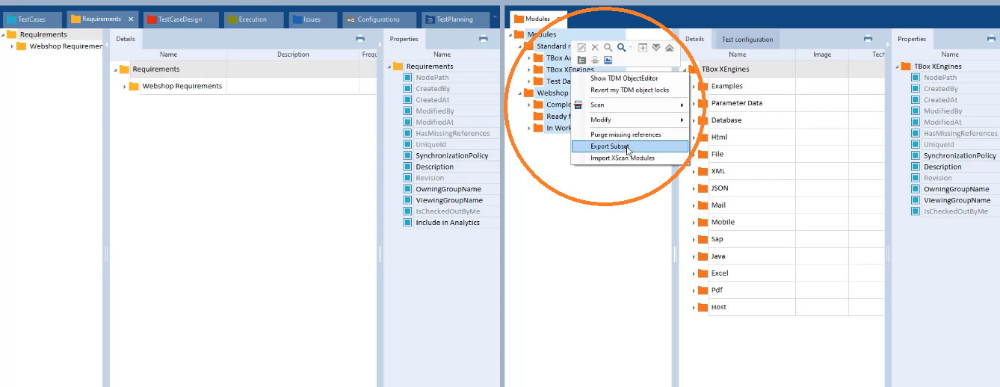 TestCases
Requirements
TestCaseDesign
Execution
Issues
Configurations
TestPlanning
Requirements
Webshop Requiremen
Details
Name
Description
Frequ
Requirements
Webshop Requirements
Properties
Name
Requirements
NodePath
CreatedBy
CreatedAt
ModifiedBy
ModifiedAt
HasMissingReferences
UniqueId
SynchronizationPolicy
Description
Revision
OwningGroupName
ViewingGroupName
IsCheckedOutByMe
Include in Analytics
Modules
Modules
Standard
TBox Au
TBox XEngines
Test Da
Webshop
Comple
Ready f
In Work
Show TDM ObjectEditor
Revert my TDM object locks
Scan
Modify
Purge missing references
Export Subset
Import XScan Modules
Details
Test configuration
Name
Image
Tech
TBox XEngines
Examples
Parameter Data
Database
Html
File
XML
JSON
Mail
Mobile
Sap
Java
Excel
Pdf
Host
Properties
Name
TBox XEngines
NodePath
CreatedBy
CreatedAt
ModifiedBy
ModifiedAt
HasMissingReferences
UniqueId
SynchronizationPolicy
Description
Revision
OwningGroupName
ViewingGroupName
IsCheckedOutByMe